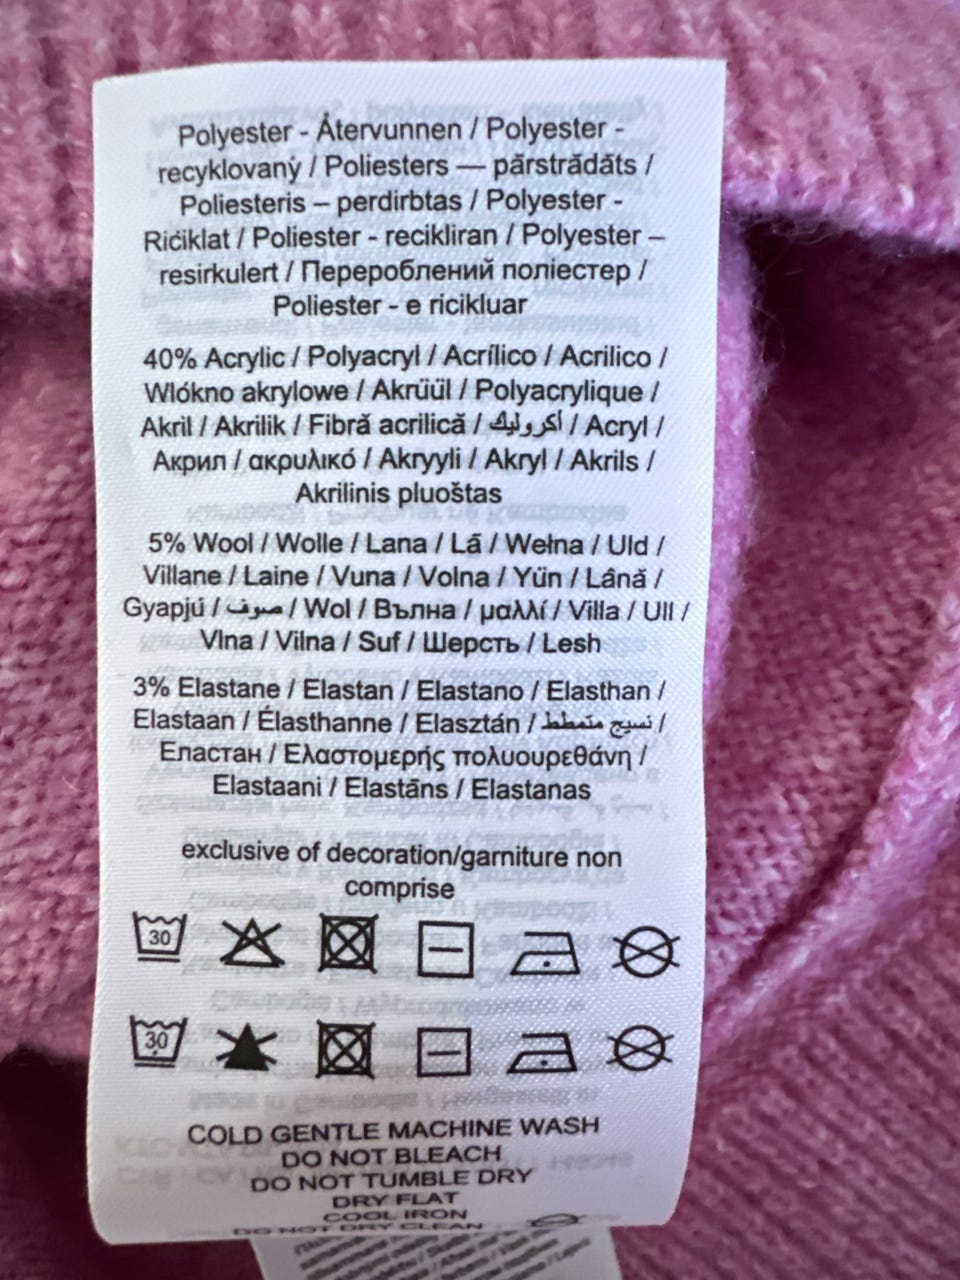 Polyester - Återvunnen / Polyester -
recyklovaný / Poliesters — pārstrādāts /
Poliesteris – perdirbtas / Polyester -
Riċiklat / Poliester - recikliran / Polyester –
resirkulert / Перероблений поліестер /
Poliester - e ricikluar
40% Acrylic / Polyacryl / Acrílico / Acrilico /
Wlókno akrylowe / Akrüül / Polyacrylique /
Akril / Akrilik / Fibră acrilică / أكروليك / Acryl /
Акрил / ακρυλικό / Akryyli / Akryl / Akrils /
Akrilinis pluoštas
5% Wool / Wolle / Lana / Lã / Wełna / Uld /
Villane / Laine / Vuna / Volna / Yün / Lână /
Gyapjú / صوف / Wol / Вълна / μαλλί / Villa / Ull /
Vlna / Vilna / Suf / Шерсть / Lesh
3% Elastane / Elastan / Elastano / Elasthan /
Elastaan / Élasthanne / Elasztán / نسيج متمطط /
Еластан / Ελαστομερής πολυουρεθάνη /
Elastaani / Elastāns / Elastanas
exclusive of decoration/garniture non
comprise
30
30
COLD GENTLE MACHINE WASH
DO NOT BLEACH
DO NOT TUMBLE DRY
DRY FLAT
COOL IRON
DO NOT DRY CLEAN